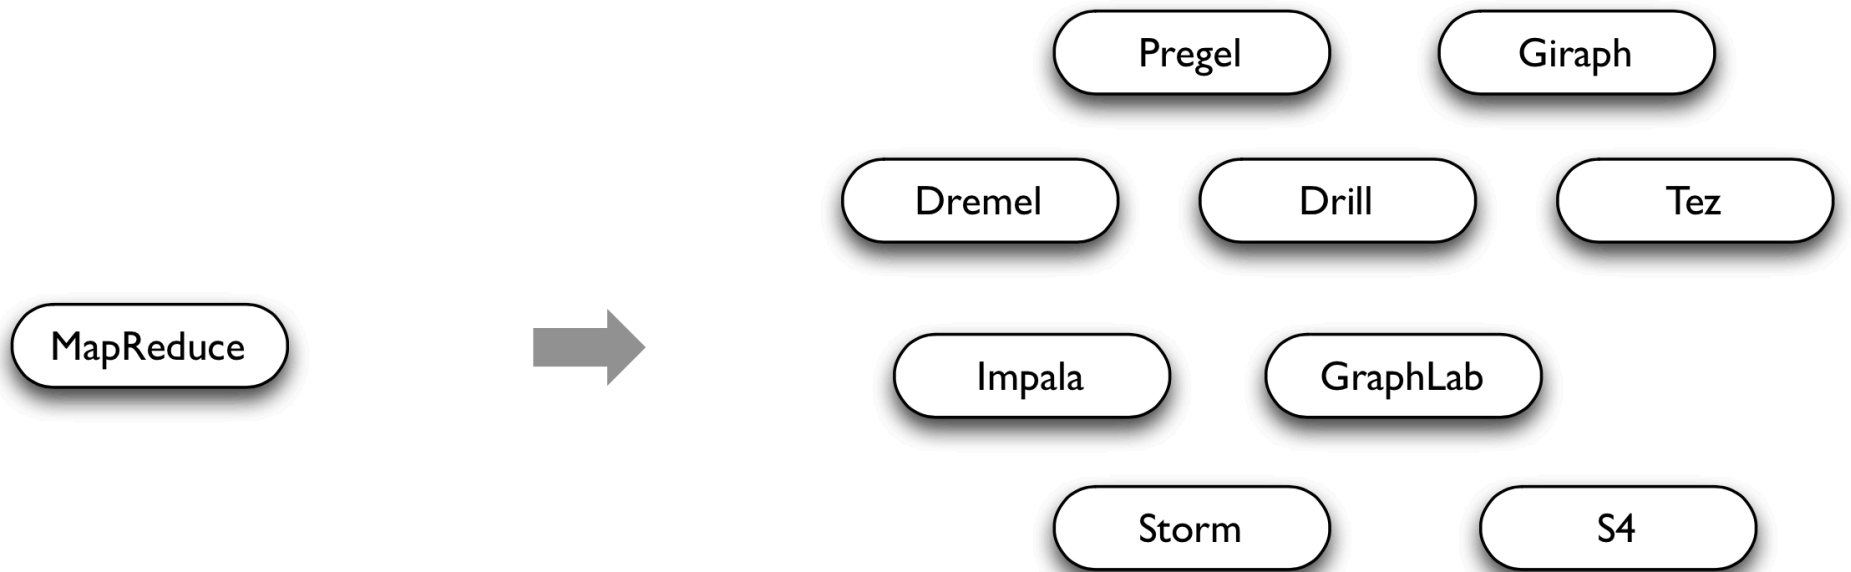 Pregel
Giraph
Dremel
Drill
Tez
MapReduce
Impala
GraphLab
Storm
S4